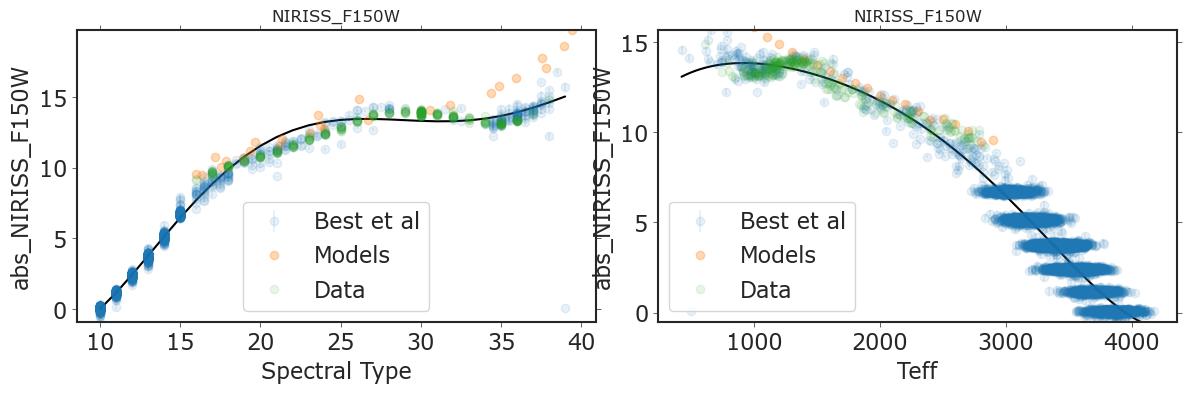 NIRISS_F150W
abs_NIRISS_F150W
15
10
5
0
Best et al
Models
Data
10 15 20 25 30 35 40
Spectral Type
NIRISS_F150W
abs_NIRISS_F150W
15
10
5
0
Best et al
Models
Data
1000 2000 3000 4000
Teff